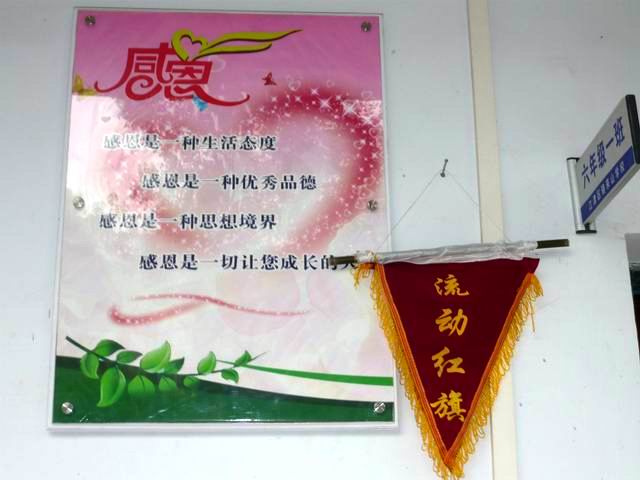 感恩
感恩是一种生活态度
感恩是一种优秀品德
感恩是一种思想境界
感恩是一切让您成长的
流动红旗
六年级一班